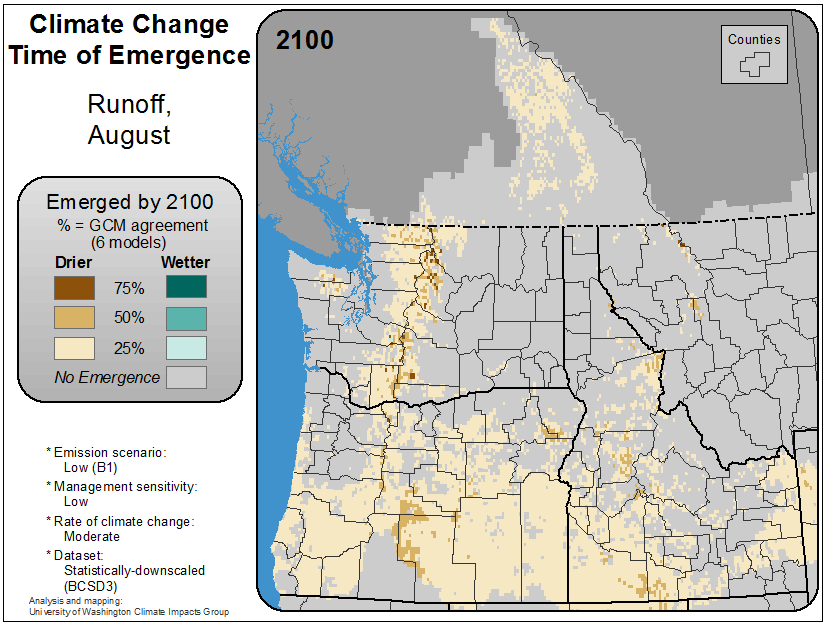 Climate Change
Time of Emergence
Runoff,
August
Emerged by 2100
% = GCM agreement
(6 models)
Drier Wetter
75%
50%
25%
No Emergence
* Emission scenario:
Low (B1)
* Management sensitivity:
Low
* Rate of climate change:
Moderate
* Dataset:
Statistically-downscaled
(BCSD3)
Analysis and mapping:
University of Washington Climate Impacts Group
2100
Counties